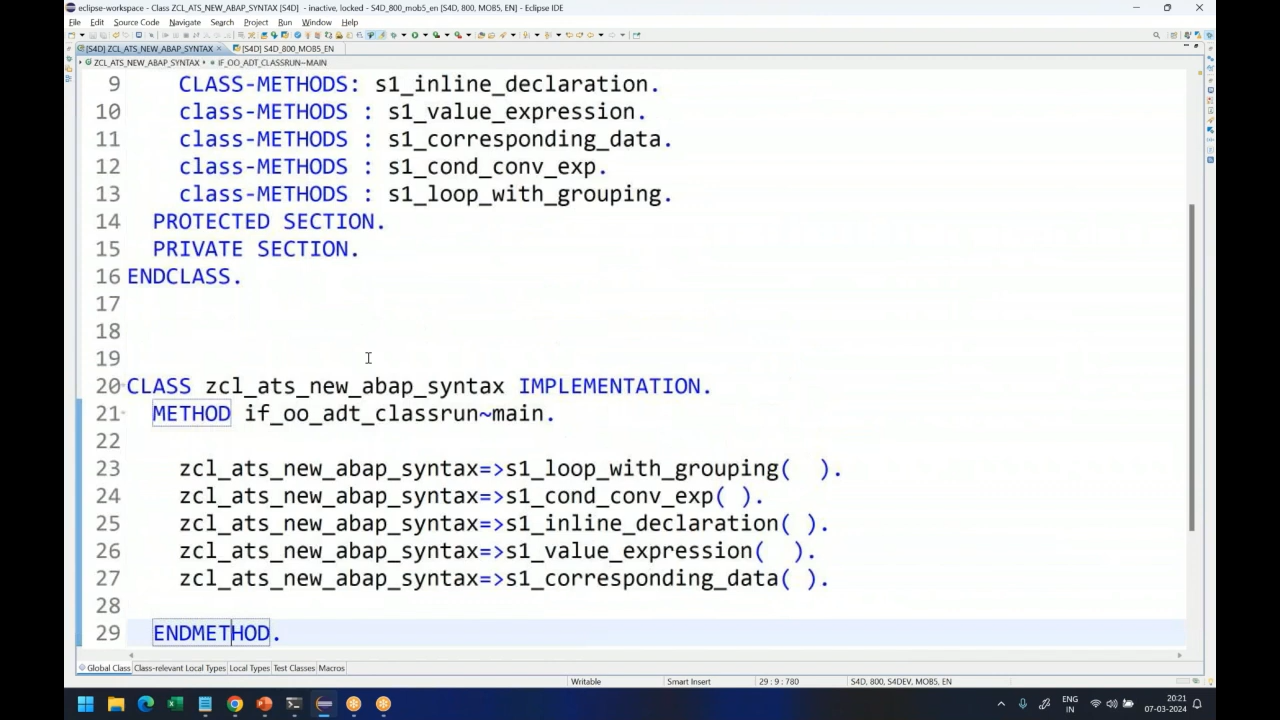 eclipse-workspace - Class ZCL_ATS_NEW_ABAP_SYNTAX [S4D] - inactive, locked - S4D_800_mob5_en [S4D, 800, MOB5, EN] - Eclipse IDE
File Edit Source Code Navigate Search Project Run Window Help
[S4D] ZCL_ATS_NEW_ABAP_SYNTAX [S4D] S4D_800_MOB5_EN
ZCL_ATS_NEW_ABAP_SYNTAX IF_OO_ADT_CLASSRUN~MAIN
9 CLASS-METHODS: s1_inline_declaration.
10 class-METHODS : s1_value_expression.
11 class-METHODS : s1_corresponding_data.
12 class-METHODS : s1_cond_conv_exp.
13 class-METHODS : s1_loop_with_grouping.
14 PROTECTED SECTION.
15 PRIVATE SECTION.
16 ENDCLASS.
17
18
19
20 CLASS zcl_ats_new_abap_syntax IMPLEMENTATION.
21 METHOD if_oo_adt_classrun~main.
22
23 zcl_ats_new_abap_syntax=>s1_loop_with_grouping(  ).
24 zcl_ats_new_abap_syntax=>s1_cond_conv_exp( ).
25 zcl_ats_new_abap_syntax=>s1_inline_declaration( ).
26 zcl_ats_new_abap_syntax=>s1_value_expression(  ).
27 zcl_ats_new_abap_syntax=>s1_corresponding_data( ).
28
29 ENDMETHOD.
Global Class Class-relevant Local Types Local Types Test Classes Macros
Writable Smart Insert 29 : 9 : 780 S4D, 800, S4DEV, MOB5, EN
ENG 20:21
IN 07-03-2024